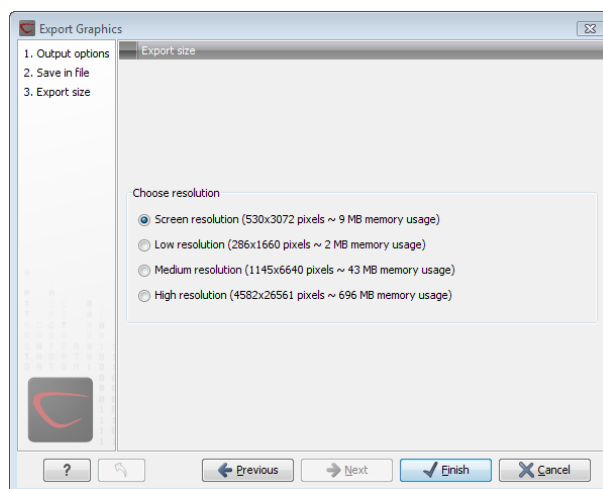 Export Graphics
1. Output options
2. Save in file
3. Export size
Export size
Choose resolution
Screen resolution (530x3072 pixels ~ 9 MB memory usage)
Low resolution (286x1660 pixels ~ 2 MB memory usage)
Medium resolution (1145x6640 pixels ~ 43 MB memory usage)
High resolution (4582x26561 pixels ~ 696 MB memory usage)
?
Previous
Next
Finish
Cancel